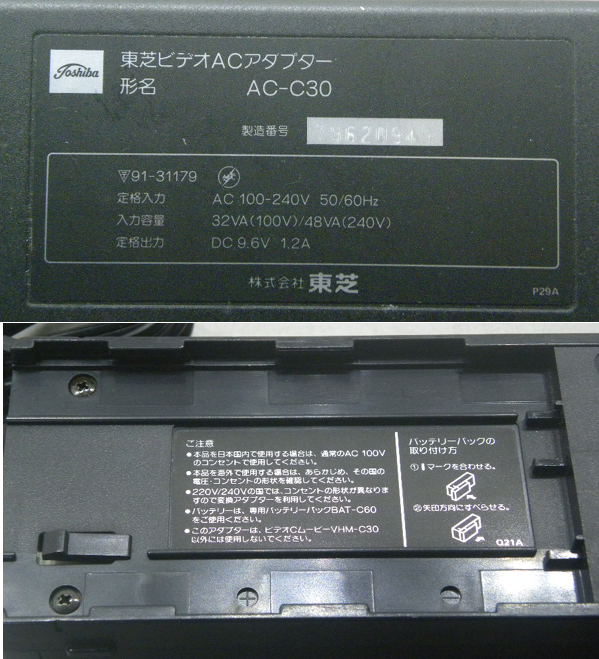 Toshiba
東芝ビデオACアダプター
形名 AC-C30
製造番号
▽91-31179
定格入力 AC 100-240V 50/60Hz
入力容量 32VA(100V)/48VA(240V)
定格出力 DC 9.6V 1.2A
株式会社 東芝
P29A
ご注意
●本品を日本国内で使用する場合は、通常のAC 100V
のコンセントで使用してください。
●本品を海外で使用する場合は、あらかじめ、その国の
電圧・コンセントの形状を確認してください。
●220V/240Vの国では、コンセントの形状が異なりま
すので変換アダプターを利用してください。
●バッテリーは、専用バッテリーパックBAT-C60
をご使用ください。
●このアダプターは、ビデオCムービーVHM-C30
以外には使用しないでください。
バッテリーパックの
取り付け方
①マークを合わせる。
②矢印方向にすべらせる。
Q21A
⊕
⊖